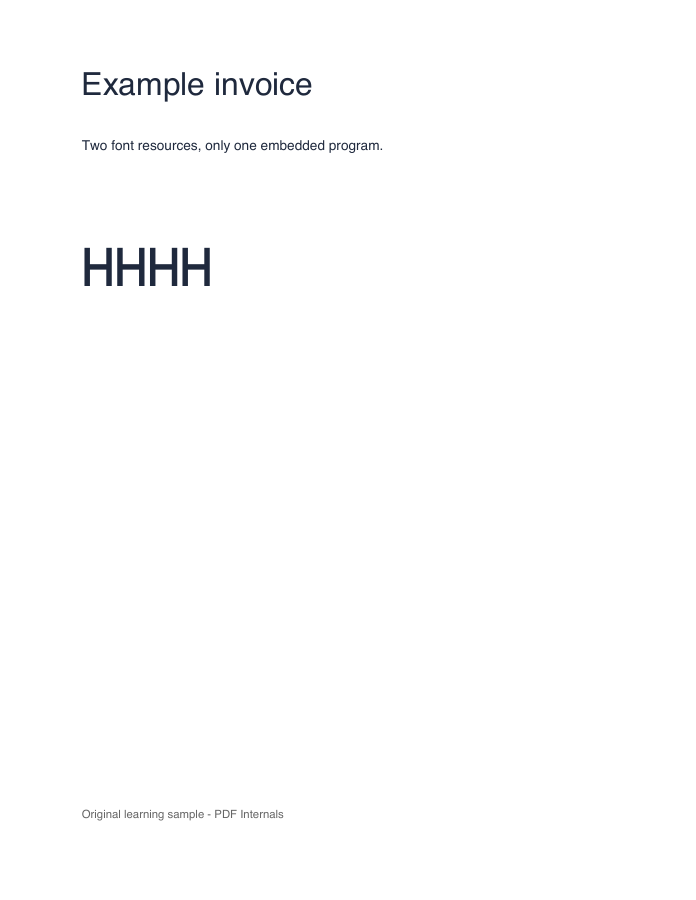 Example invoice
Two font resources, only one embedded program.
HHHH
Original learning sample - PDF Internals